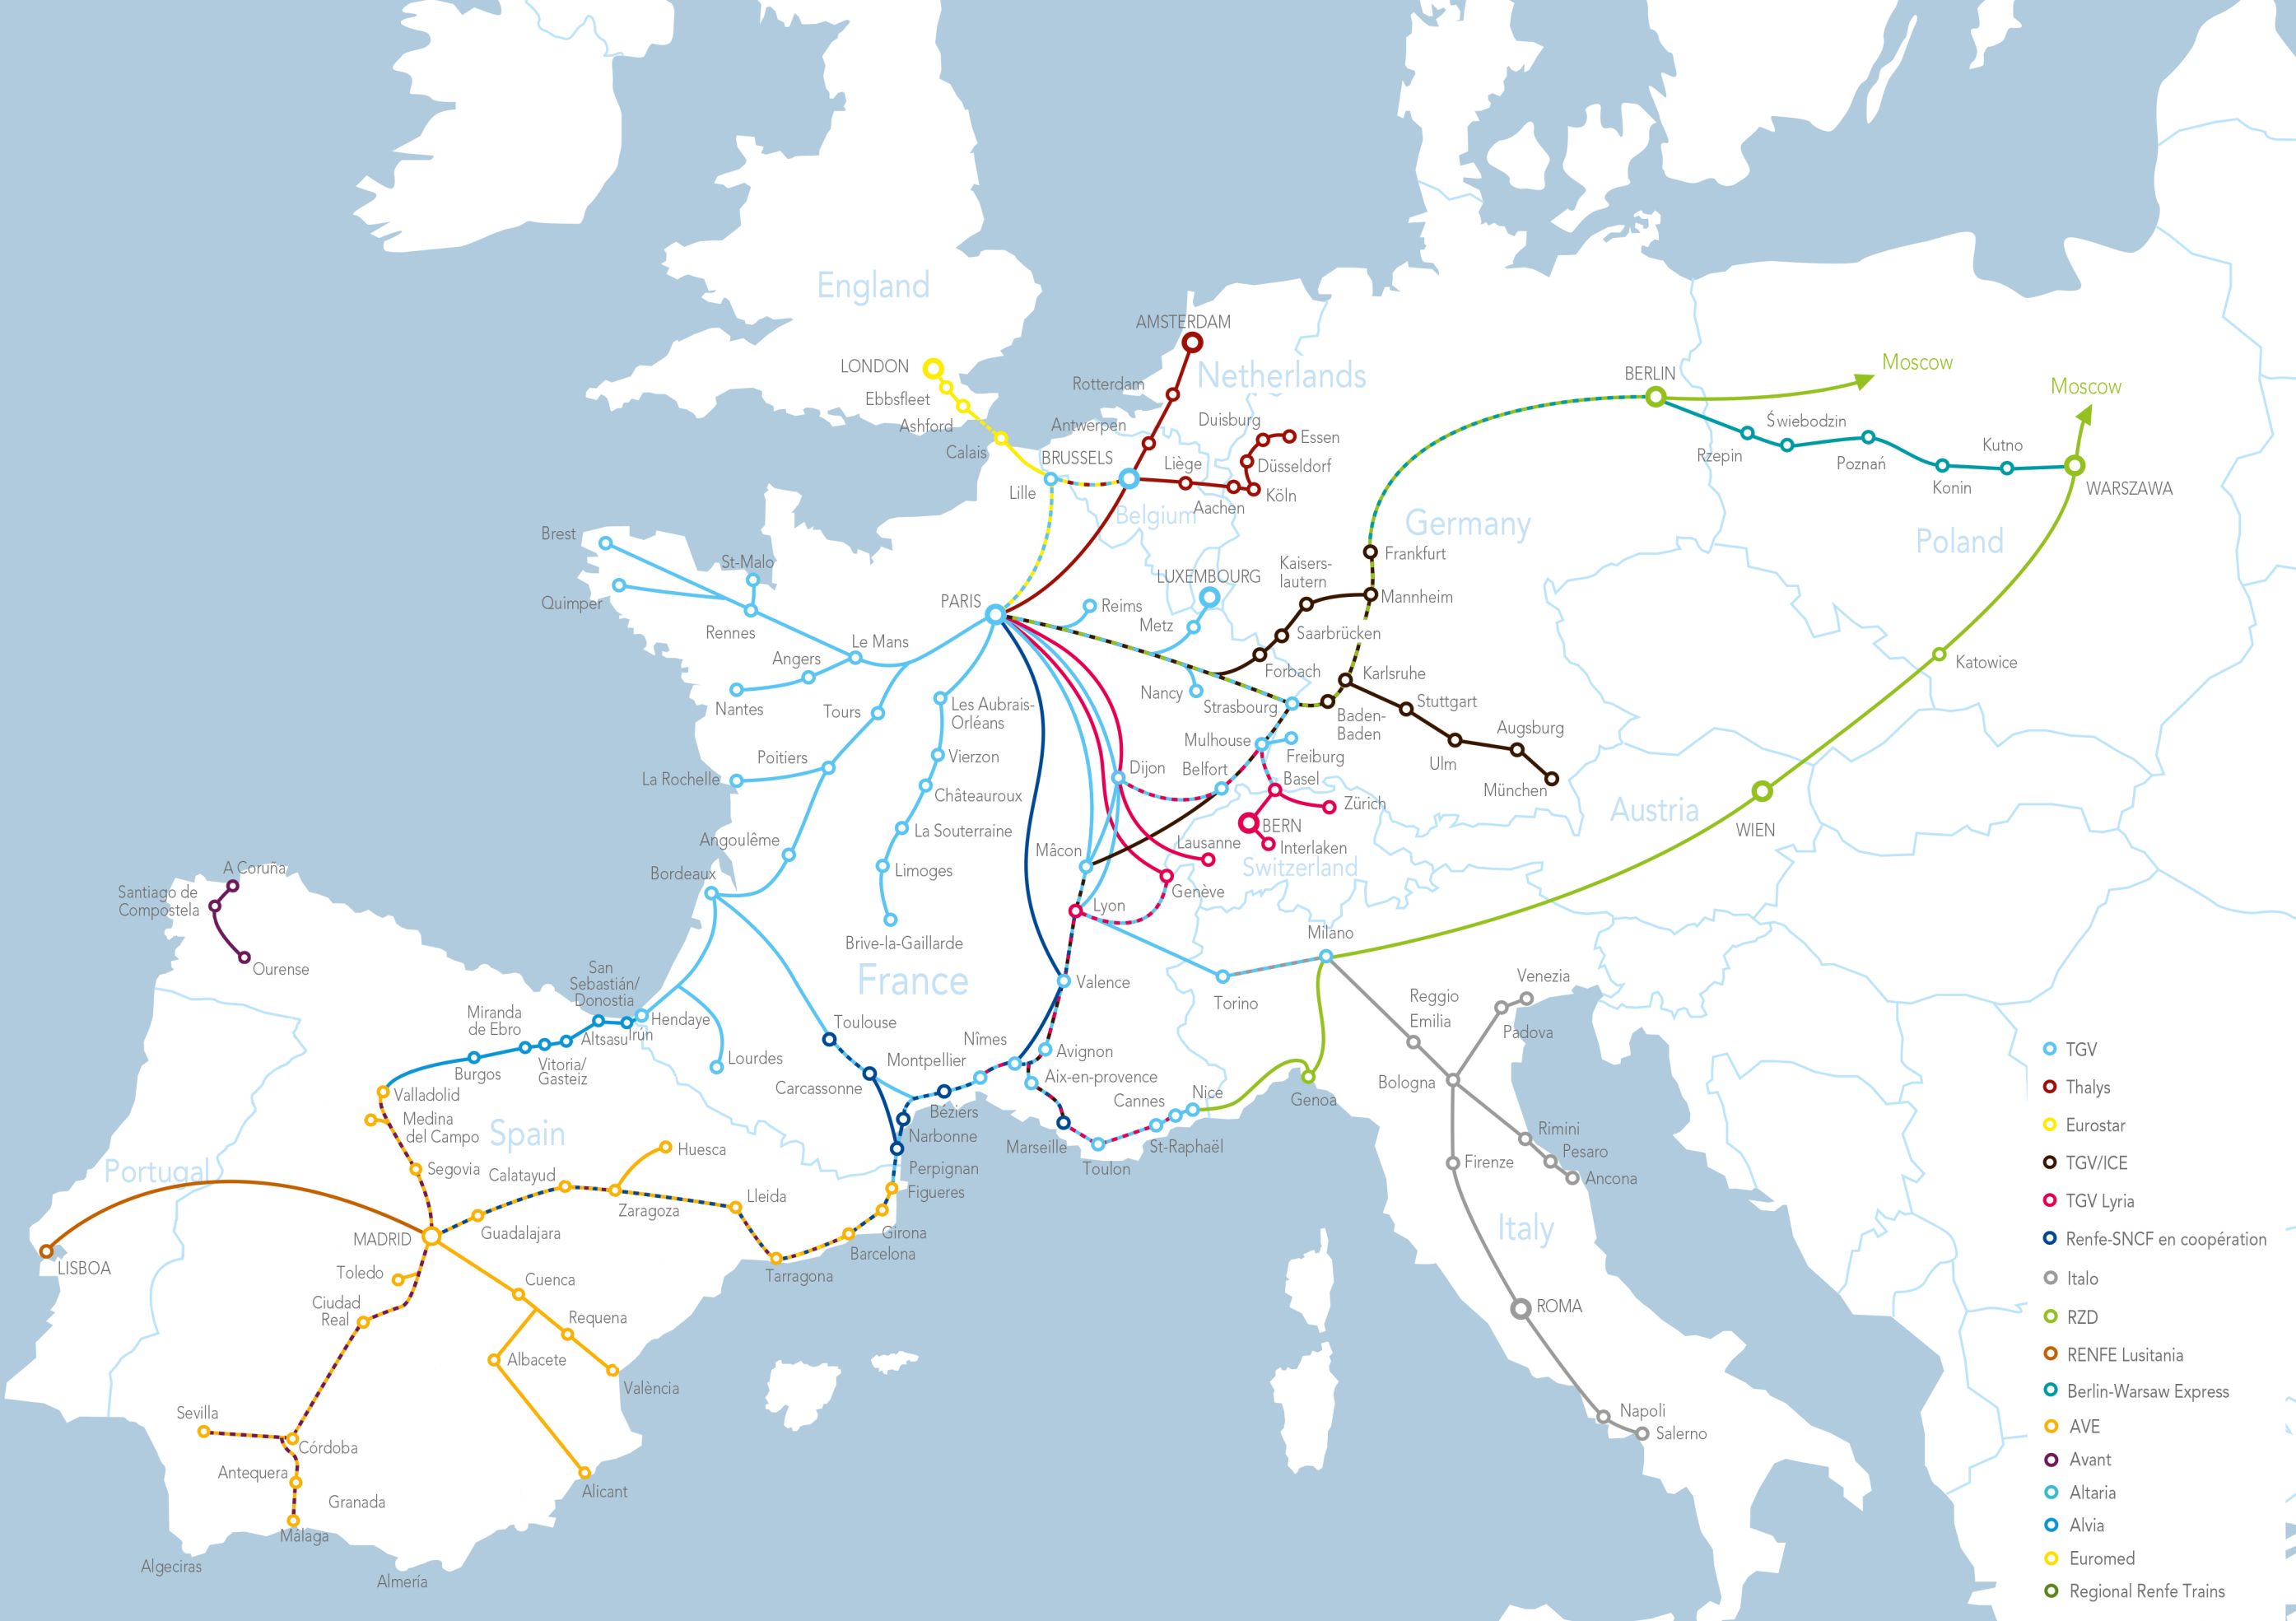 England
AMSTERDAM
Netherlands
LONDON
Ebbsfleet
Ashford
Calais
Rotterdam
Antwerpen
Duisburg
Essen
Düsseldorf
Köln
BRUSSELS
Liège
Aachen
Lille
Belgium
BERLIN
Moscow
Moscow
Świebodzin
Rzepin
Poznań
Kutno
Konin
WARSZAWA
Germany
Poland
Brest
St-Malo
Quimper
Rennes
Le Mans
Angers
Nantes
PARIS
Reims
LUXEMBOURG
Metz
Kaisers-
lautern
Frankfurt
Mannheim
Saarbrücken
Forbach
Karlsruhe
Nancy
Strasbourg
Baden-
Baden
Stuttgart
Augsburg
Ulm
München
Katowice
Tours
Les Aubrais-
Orléans
Poitiers
Vierzon
La Rochelle
Châteauroux
Dijon
Belfort
Mulhouse
Freiburg
Basel
Zürich
BERN
Interlaken
Lausanne
Switzerland
Genève
Austria
WIEN
Angoulême
La Souterraine
Mâcon
Bordeaux
Limoges
Lyon
Brive-la-Gaillarde
France
Valence
Milano
Torino
A Coruña
Santiago de
Compostela
Ourense
San
Sebastián/
Donostia
Miranda
de Ebro
Hendaye
Irún
Altsasu
Vitoria/
Gasteiz
Burgos
Lourdes
Toulouse
Carcassonne
Montpellier
Nîmes
Avignon
Aix-en-provence
Béziers
Narbonne
Perpignan
Marseille
Toulon
Cannes
St-Raphaël
Nice
Genoa
Reggio
Emilia
Venezia
Padova
Bologna
Rimini
Pesaro
Ancona
Firenze
Italy
ROMA
Napoli
Salerno
Valladolid
Medina
del Campo
Spain
Portugal
Segovia
Calatayud
Huesca
Zaragoza
Lleida
Figueres
Girona
Barcelona
Tarragona
Guadalajara
MADRID
LISBOA
Toledo
Ciudad
Real
Cuenca
Requena
Albacete
València
Alicant
Sevilla
Córdoba
Antequera
Granada
Málaga
Algeciras
Almería
TGV
Thalys
Eurostar
TGV/ICE
TGV Lyria
Renfe-SNCF en coopération
Italo
RZD
RENFE Lusitania
Berlin-Warsaw Express
AVE
Avant
Altaria
Alvia
Euromed
Regional Renfe Trains